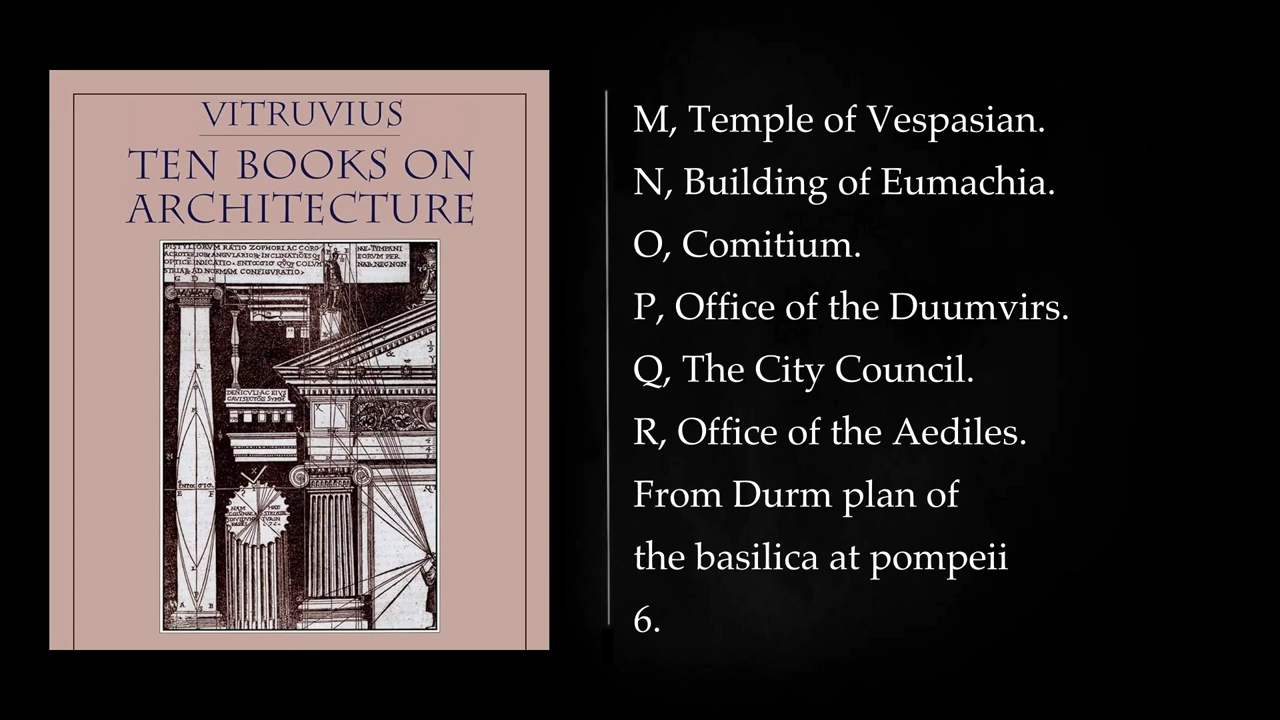 VITRUVIUS
TEN BOOKS ON
ARCHITECTURE
M, Temple of Vespasian.
N, Building of Eumachia.
O, Comitium.
P, Office of the Duumvirs.
Q, The City Council.
R, Office of the Aediles.
From Durm plan of
the basilica at pompeii
6.